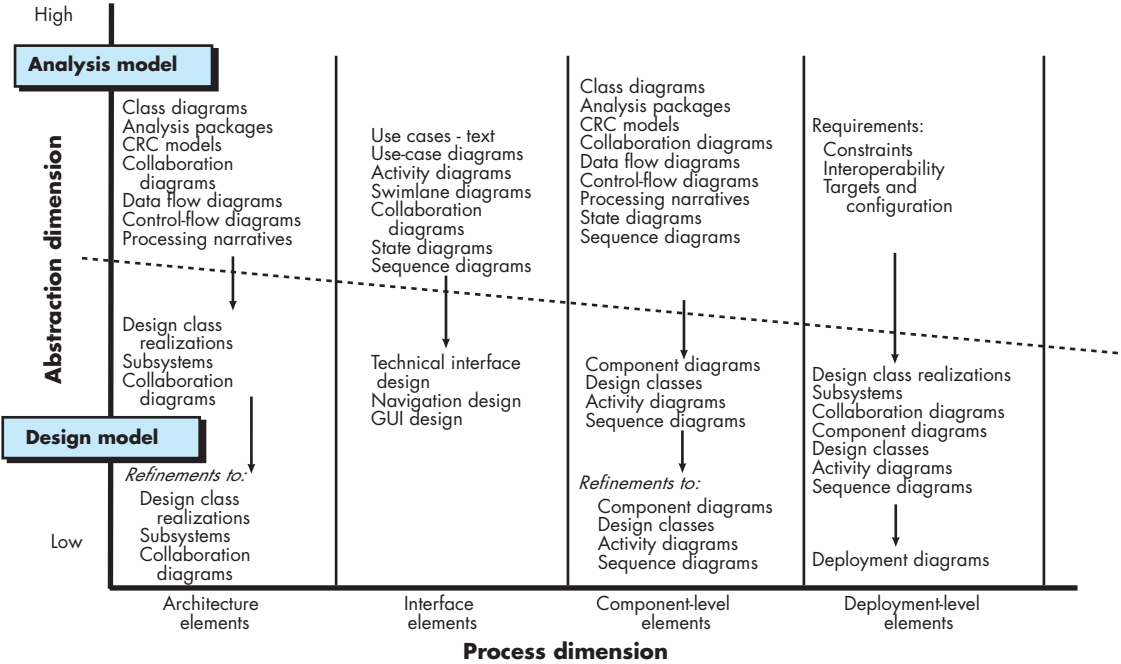 High
Analysis model
Abstraction dimension
Design model
Low
Class diagrams
Analysis packages
CRC models
Collaboration
diagrams
Data flow diagrams
Control-flow diagrams
Processing narratives
Design class
realizations
Subsystems
Collaboration
diagrams
Refinements to:
Design class
realizations
Subsystems
Collaboration
diagrams
Architecture
elements
Use cases - text
Use-case diagrams
Activity diagrams
Swimlane diagrams
Collaboration
diagrams
State diagrams
Sequence diagrams
Technical interface
design
Navigation design
GUI design
Interface
elements
Class diagrams
Analysis packages
CRC models
Collaboration diagrams
Data flow diagrams
Control-flow diagrams
Processing narratives
State diagrams
Sequence diagrams
Component diagrams
Design classes
Activity diagrams
Sequence diagrams
Refinements to:
Component diagrams
Design classes
Activity diagrams
Sequence diagrams
Component-level
elements
Requirements:
Constraints
Interoperability
Targets and
configuration
Design class realizations
Subsystems
Collaboration diagrams
Component diagrams
Design classes
Activity diagrams
Sequence diagrams
Deployment diagrams
Deployment-level
elements
Process dimension